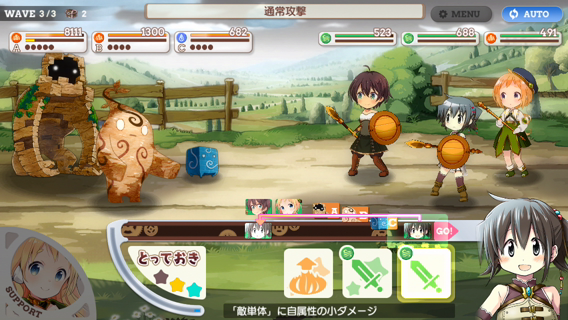 WAVE 3/3 2
通常攻撃
MENU
AUTO
8111
A
1300
B
682
C
523
688
491
A
B
C
GO!
とっておき
SUPPORT
「敵単体」に自属性の小ダメージ